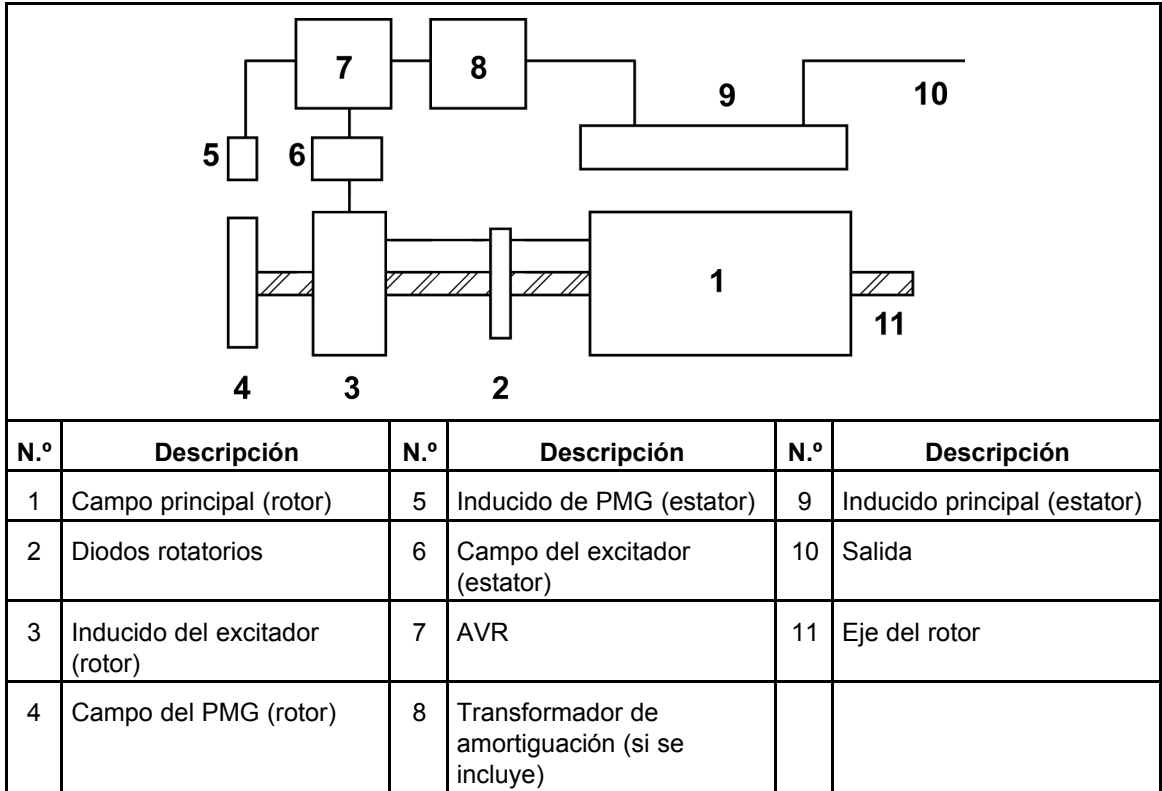 7
8
9
10
5
6
1
11
4
3
2
N.º Descripción N.º Descripción N.º Descripción
1 Campo principal (rotor) 5 Inducido de PMG (estator) 9 Inducido principal (estator)
2 Diodos rotatorios 6 Campo del excitador 10 Salida
(estator)
3 Inducido del excitador 7 AVR 11 Eje del rotor
(rotor)
4 Campo del PMG (rotor) 8 Transformador de
amortiguación (si se
incluye)